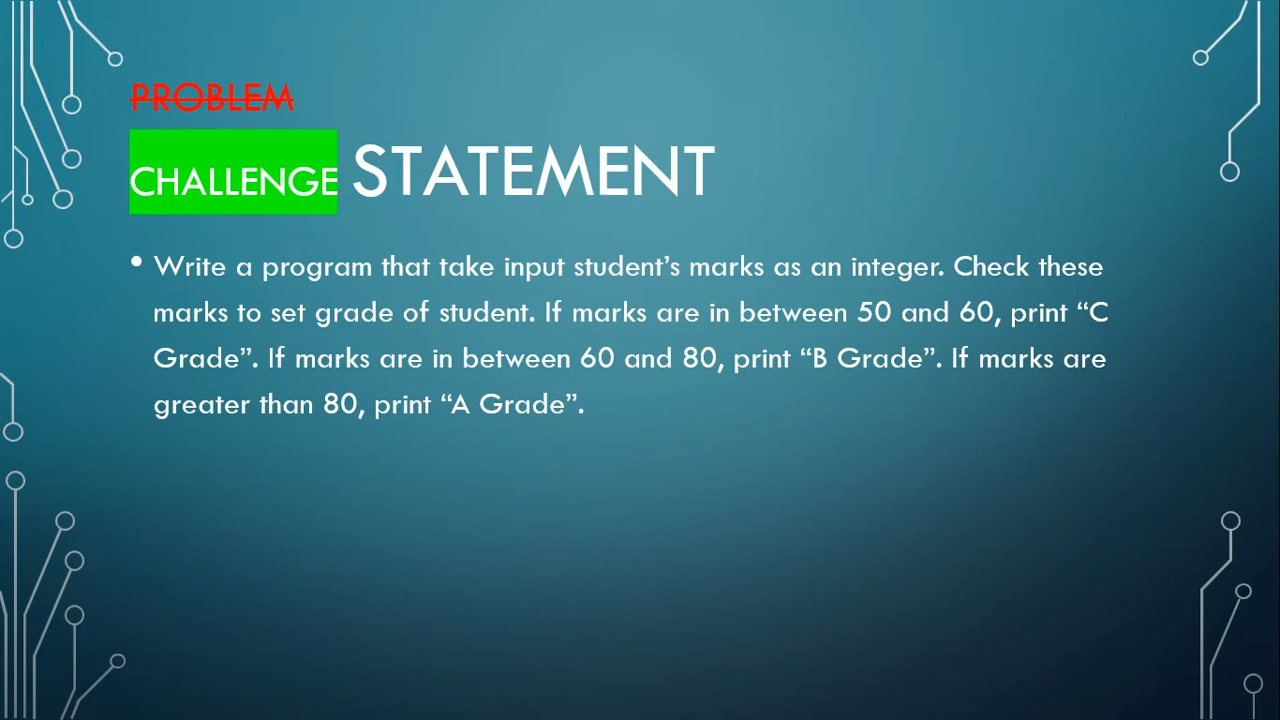 PROBLEM
CHALLENGE STATEMENT
• Write a program that take input student’s marks as an integer. Check these
marks to set grade of student. If marks are in between 50 and 60, print “C
Grade”. If marks are in between 60 and 80, print “B Grade”. If marks are
greater than 80, print “A Grade”.